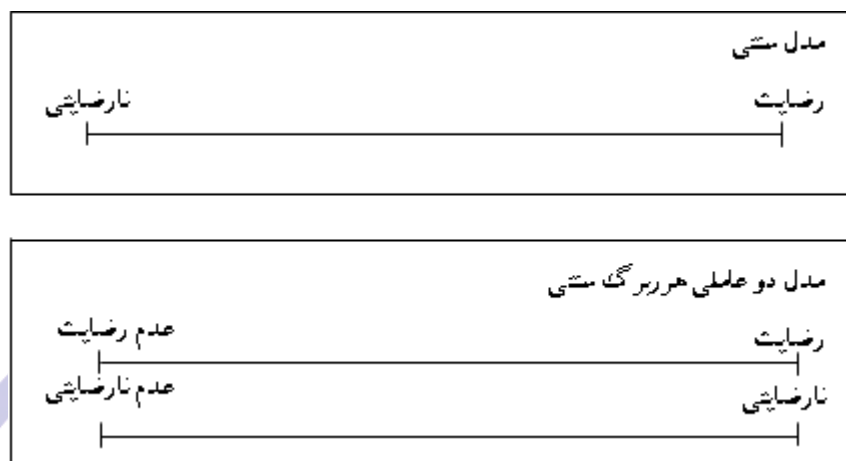 مدل سنتی
رضایت نارضایتی
مدل دو عاملی هرزبرگ سنتی
رضایت عدم رضایت
نارضایتی عدم نارضایتی